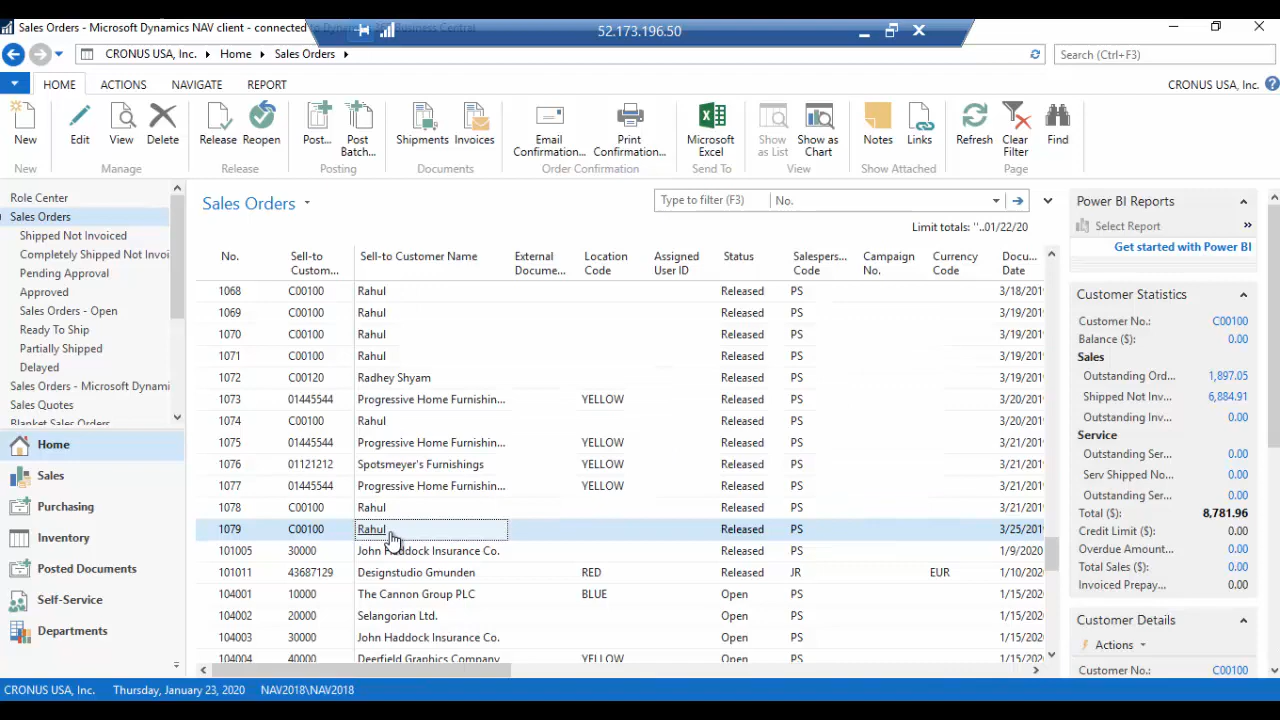 Sales Orders - Microsoft Dynamics NAV client - connected
52.173.196.50
CRONUS USA, Inc. Home Sales Orders
Search (Ctrl+F3)
HOME ACTIONS NAVIGATE REPORT
CRONUS USA, Inc.
New Edit View Delete Release Reopen Post... Post Batch... Shipments Invoices Email Confirmation... Print Confirmation... Microsoft Excel Show as List Show as Chart Notes Links Refresh Clear Filter Find
New Manage Release Posting Documents Order Confirmation Send To View Show Attached Page
Role Center
Sales Orders
Shipped Not Invoiced
Completely Shipped Not Invoi
Pending Approval
Approved
Sales Orders - Open
Ready To Ship
Partially Shipped
Delayed
Sales Orders - Microsoft Dynami
Sales Quotes
Blanket Sales Orders
Home
Sales
Purchasing
Inventory
Posted Documents
Self-Service
Departments
Sales Orders
Type to filter (F3) No.
Limit totals: ''..01/22/20
No. Sell-to Custom... Sell-to Customer Name External Docume... Location Code Assigned User ID Status Salespers... Code Campaign No. Currency Code Docu... Date
1068 C00100 Rahul Released PS 3/18/201
1069 C00100 Rahul Released PS 3/19/201
1070 C00100 Rahul Released PS 3/19/201
1071 C00100 Rahul Released PS 3/19/201
1072 C00120 Radhey Shyam Released PS 3/19/201
1073 01445544 Progressive Home Furnishin... YELLOW Released PS 3/20/201
1074 C00100 Rahul Released PS 3/20/201
1075 01445544 Progressive Home Furnishin... YELLOW Released PS 3/21/201
1076 01121212 Spotsmeyer's Furnishings YELLOW Released PS 3/21/201
1077 01445544 Progressive Home Furnishin... YELLOW Released PS 3/21/201
1078 C00100 Rahul Released PS 3/21/201
1079 C00100 Rahul Released PS 3/25/201
101005 30000 John Haddock Insurance Co. Released PS 1/9/2020
101011 43687129 Designstudio Gmunden RED Released JR EUR 1/10/2020
104001 10000 The Cannon Group PLC BLUE Open PS 1/15/2020
104002 20000 Selangorian Ltd. Open PS 1/15/2020
104003 30000 John Haddock Insurance Co. Open PS 1/15/2020
104004 40000 Deerfield Graphics Company YELLOW Open PS 1/15/2020
Power BI Reports
Select Report
Get started with Power BI
Customer Statistics
Customer No.: C00100
Balance ($): 0.00
Sales
Outstanding Ord... 1,897.05
Shipped Not Inv... 6,884.91
Outstanding Inv... 0.00
Service
Outstanding Ser... 0.00
Serv Shipped No... 0.00
Outstanding Ser... 0.00
Total ($): 8,781.96
Credit Limit ($): 0.00
Overdue Amount... 0.00
Total Sales ($): 0.00
Invoiced Prepay... 0.00
Customer Details
Actions
Customer No.: C00100
CRONUS USA, Inc. Thursday, January 23, 2020 NAV2018\NAV2018